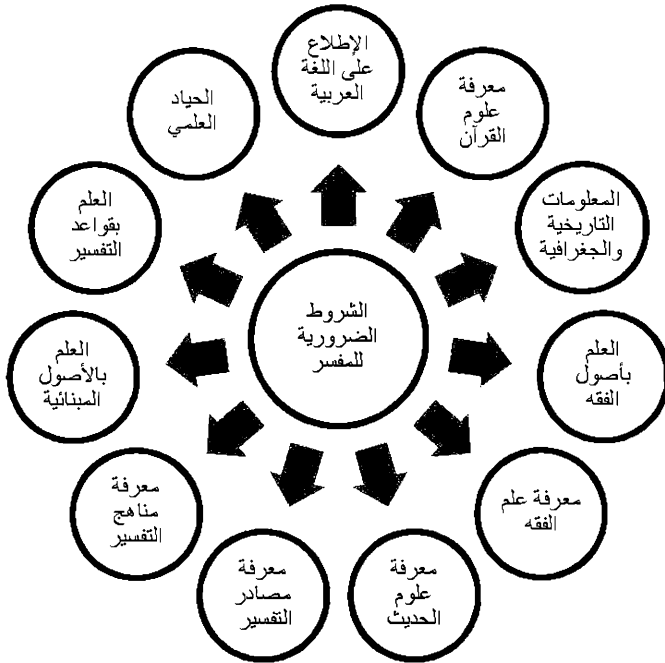 الشروط
الضرورية
للمفسر
الإطلاع
على اللغة
العربية
معرفة
علوم
القرآن
المعلومات
التاريخية
والجغرافية
العلم
بأصول
الفقه
معرفة علم
الفقه
معرفة
علوم
الحديث
معرفة
مصادر
التفسير
معرفة
مناهج
التفسير
العلم
بالأصول
المبنائية
العلم
بقواعد
التفسير
الحياد
العلمي